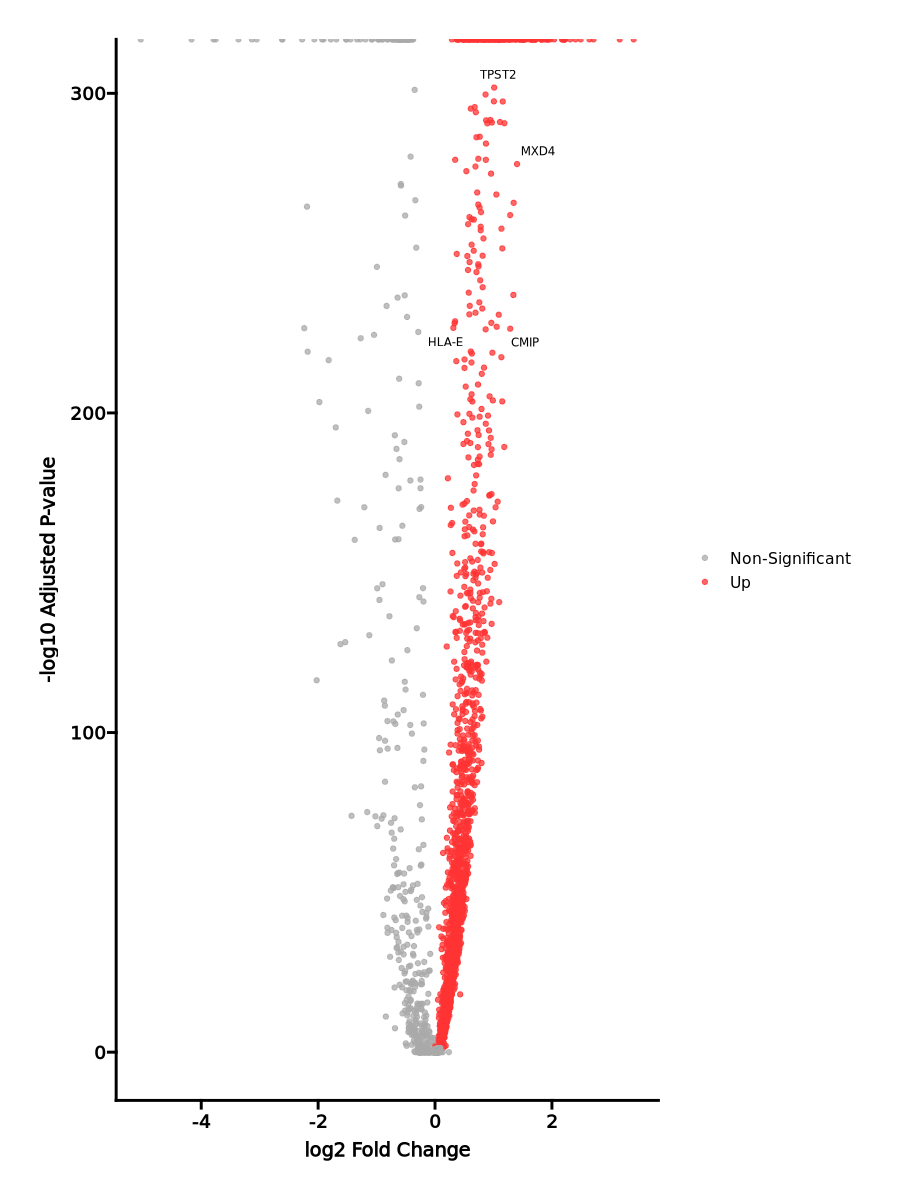 TPST2
300
MXD4
HLA-E
CMIP
200
-log10 Adjusted P-value
Non-Significant
Up
100
0
-4
-2
0
2
log2 Fold Change